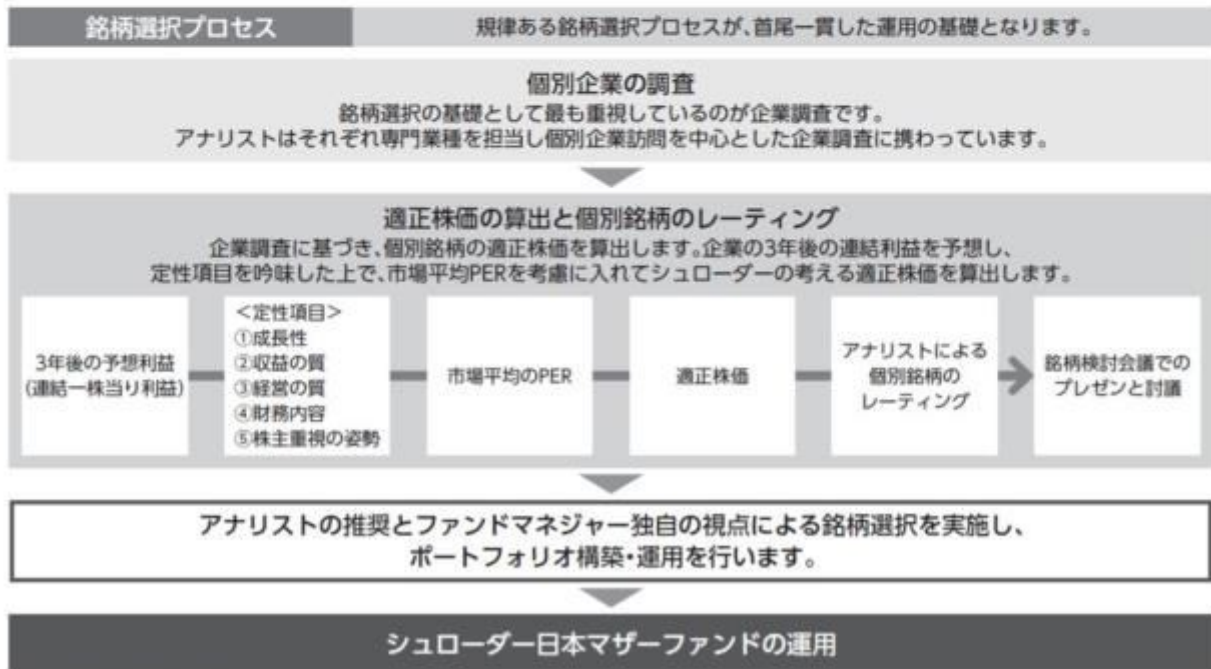 銘柄選択プロセス
規律ある銘柄選択プロセスが、首尾一貫した運用の基礎となります。
個別企業の調査
銘柄選択の基礎として最も重視しているのが企業調査です。
アナリストはそれぞれ専門業種を担当し個別企業訪問を中心とした企業調査に携わっています。
適正株価の算出と個別銘柄のレーティング
企業調査に基づき、個別銘柄の適正株価を算出します。企業の3年後の連結利益を予想し、
定性項目を吟味した上で、市場平均PERを考慮に入れてシュローダーの考える適正株価を算出します。
3年後の予想利益
(連結一株当り利益)
＜定性項目＞
①成長性
②収益の質
③経営の質
④財務内容
⑤株主重視の姿勢
市場平均のPER
適正株価
アナリストによる
個別銘柄の
レーティング
銘柄検討会議での
プレゼンと討議
アナリストの推奨とファンドマネジャー独自の視点による銘柄選択を実施し、
ポートフォリオ構築・運用を行います。
シュローダー日本マザーファンドの運用